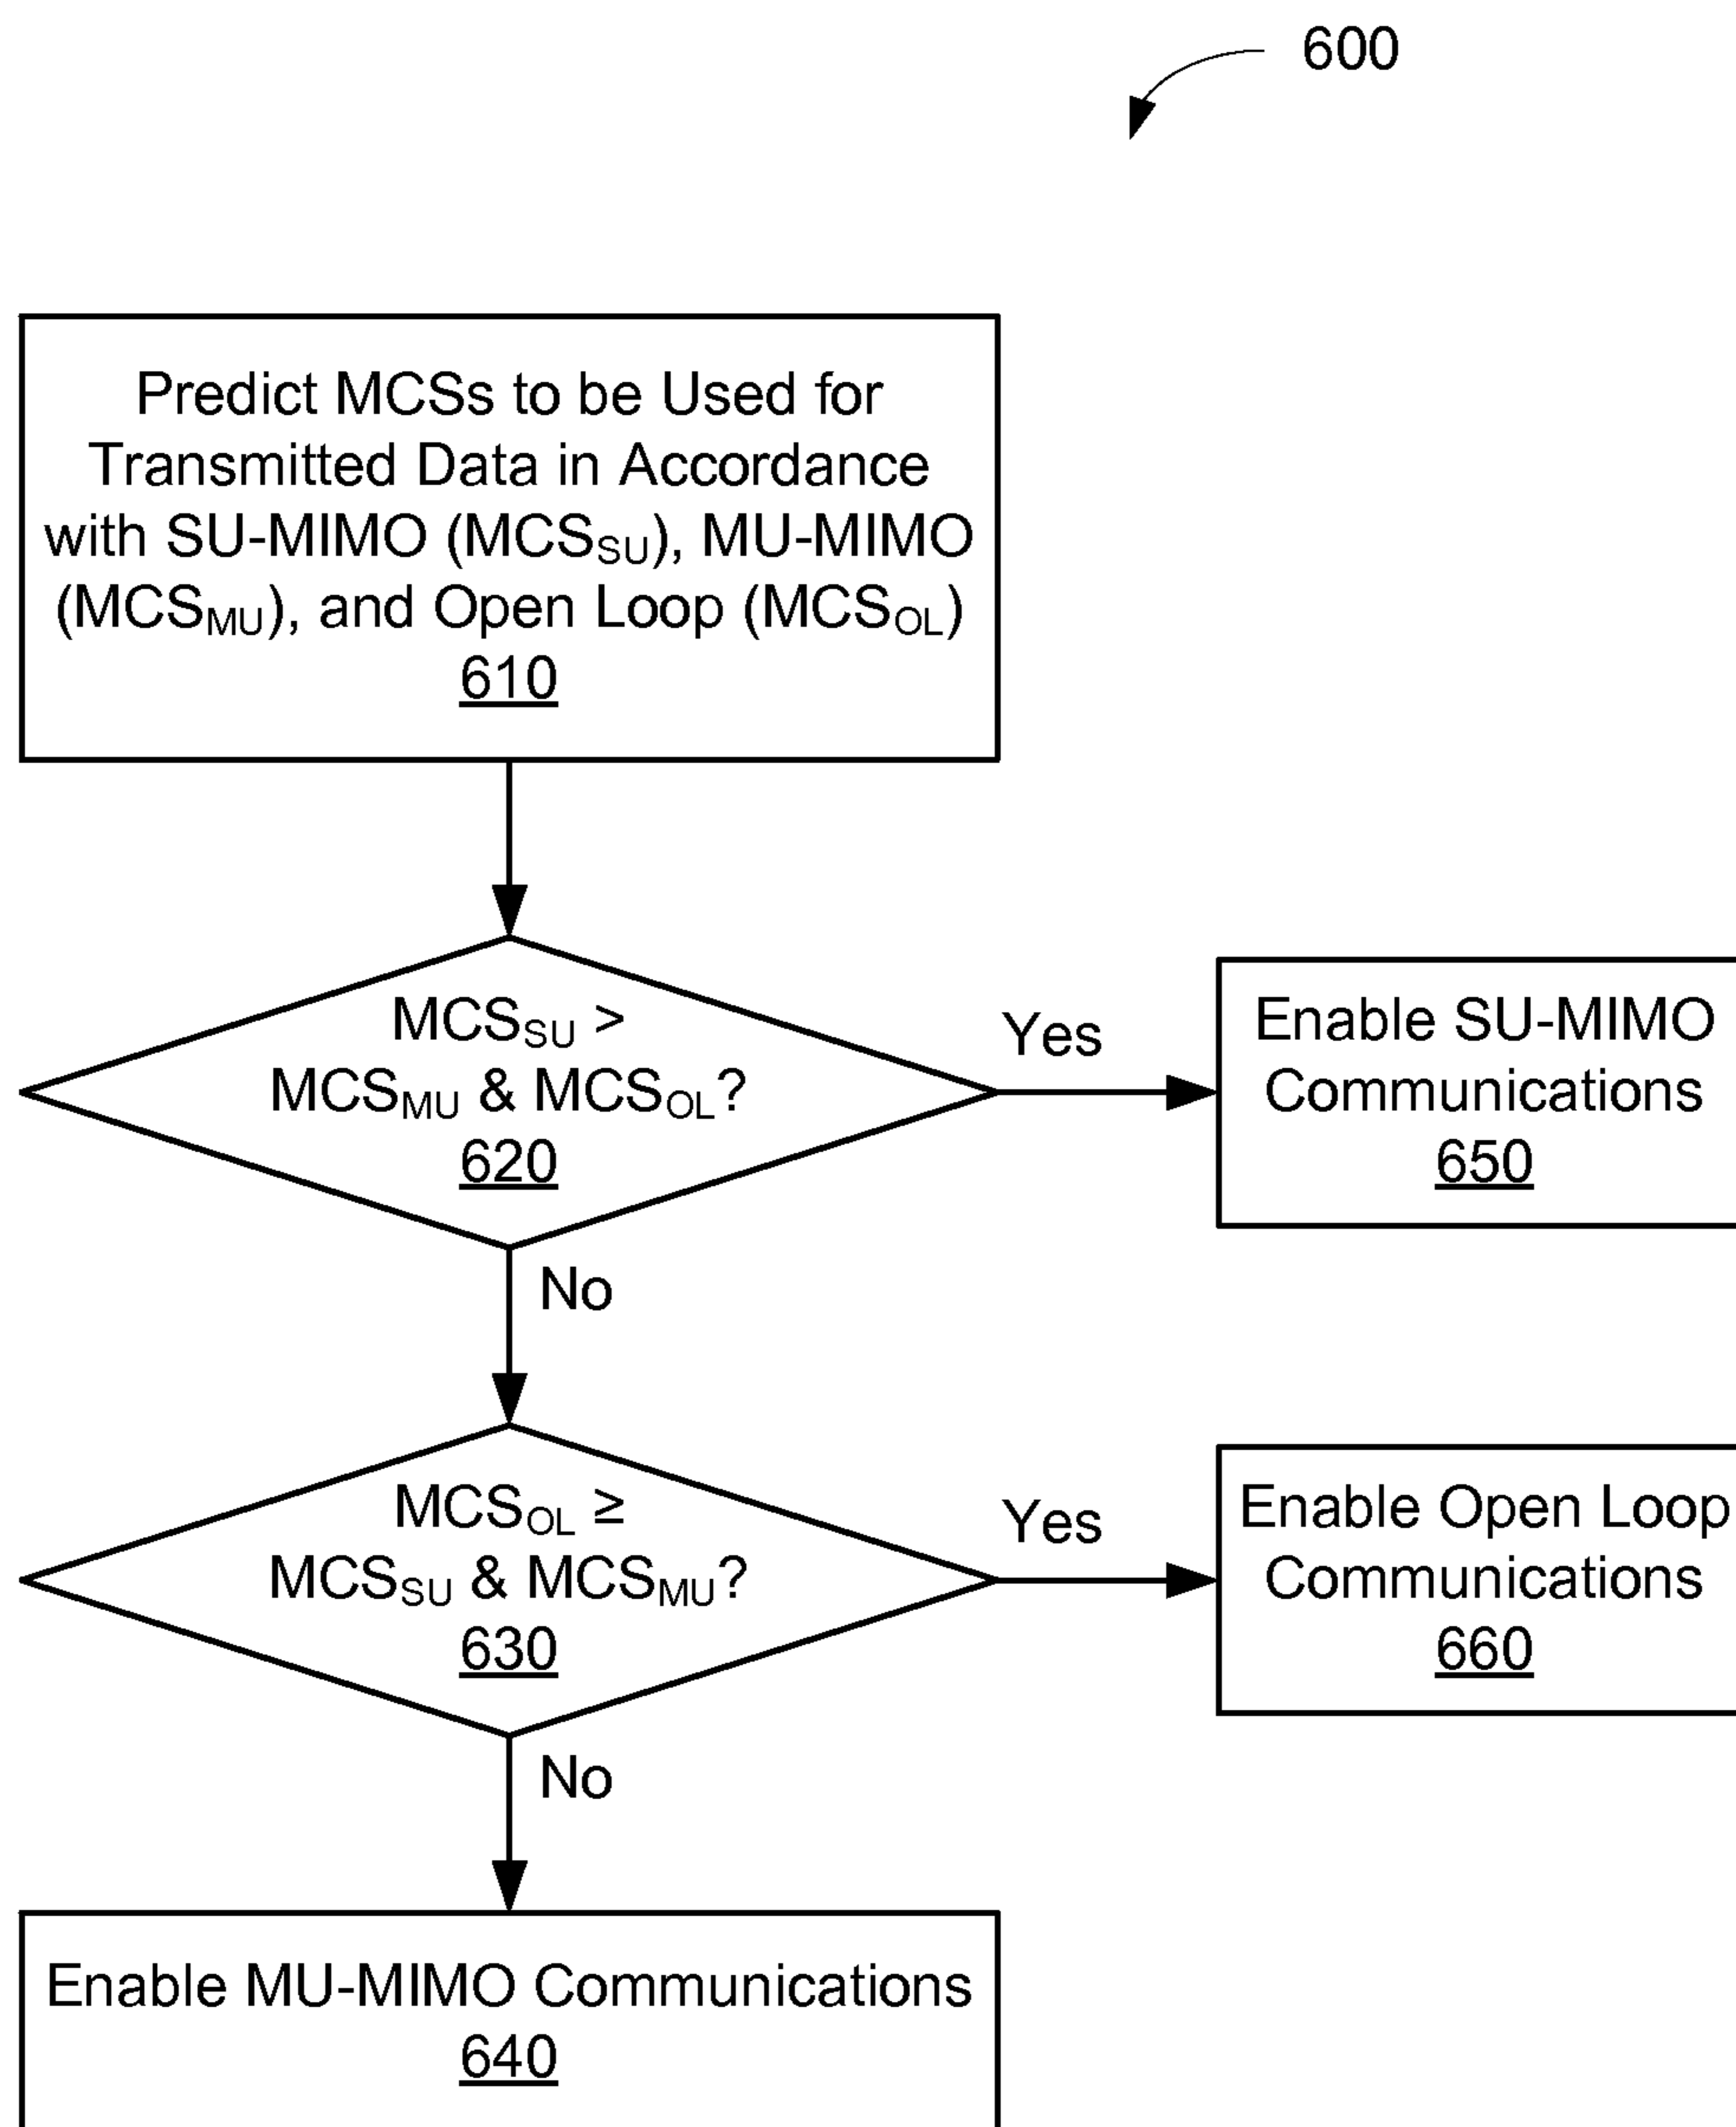 600
Predict MCSs to be Used for
Transmitted Data in Accordance
with SU-MIMO (MCSSU), MU-MIMO
(MCSMU), and Open Loop (MCSOL)
610
MCSSU >
MCSMU & MCSOL?
620
Yes
Enable SU-MIMO
Communications
650
No
MCSOL ≥
MCSSU & MCSMU?
630
Yes
Enable Open Loop
Communications
660
No
Enable MU-MIMO Communications
640